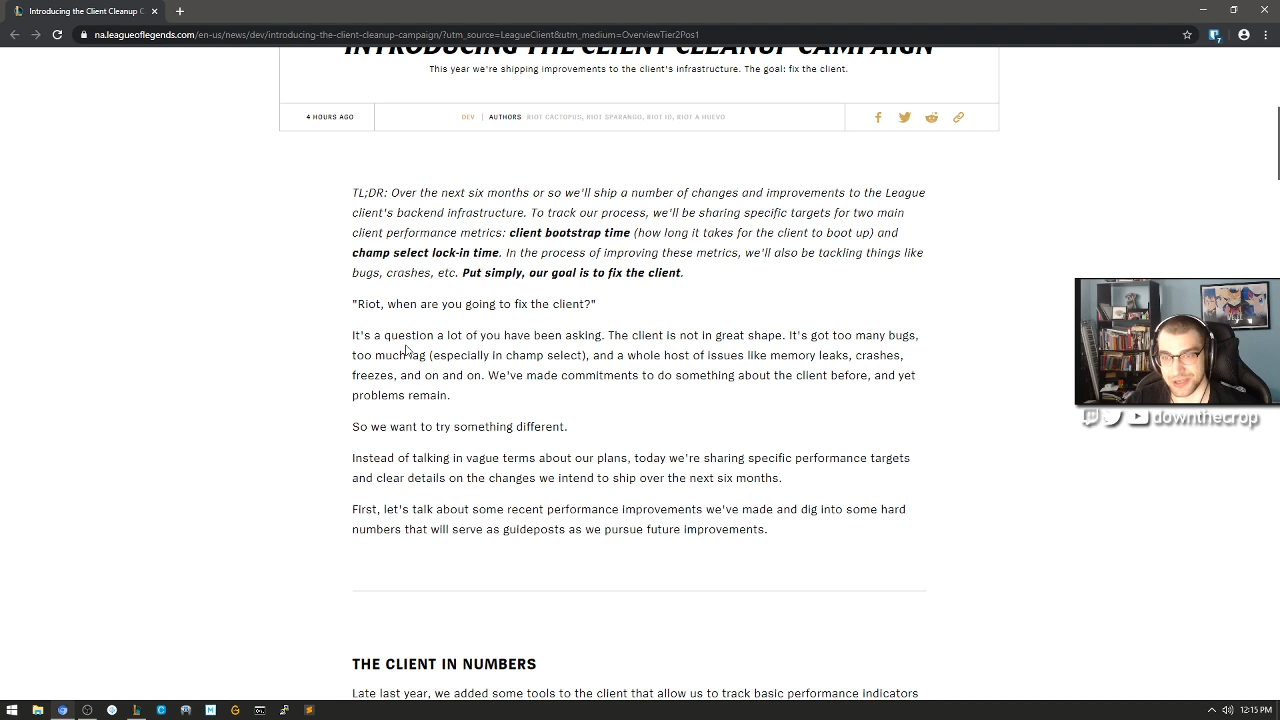 Introducing the Client Cleanup C
na.leagueoflegends.com/en-us/news/dev/introducing-the-client-cleanup-campaign/?utm_source=LeagueClient&utm_medium=OverviewTier2Pos1
INTRODUCING THE CLIENT CLEANUP CAMPAIGN
This year we're shipping improvements to the client's infrastructure. The goal: fix the client.
4 HOURS AGO
DEV | AUTHORS RIOT CACTOPUS, RIOT SPARANGO, RIOT IO, RIOT A HUEVO
TL;DR: Over the next six months or so we'll ship a number of changes and improvements to the League
client's backend infrastructure. To track our process, we'll be sharing specific targets for two main
client performance metrics: client bootstrap time (how long it takes for the client to boot up) and
champ select lock-in time. In the process of improving these metrics, we'll also be tackling things like
bugs, crashes, etc. Put simply, our goal is to fix the client.
"Riot, when are you going to fix the client?"
It's a question a lot of you have been asking. The client is not in great shape. It's got too many bugs,
too much lag (especially in champ select), and a whole host of issues like memory leaks, crashes,
freezes, and on and on. We've made commitments to do something about the client before, and yet
problems remain.
So we want to try something different.
Instead of talking in vague terms about our plans, today we're sharing specific performance targets
and clear details on the changes we intend to ship over the next six months.
First, let's talk about some recent performance improvements we've made and dig into some hard
numbers that will serve as guideposts as we pursue future improvements.
THE CLIENT IN NUMBERS
Late last year, we added some tools to the client that allow us to track basic performance indicators
downthecrop
12:15 PM